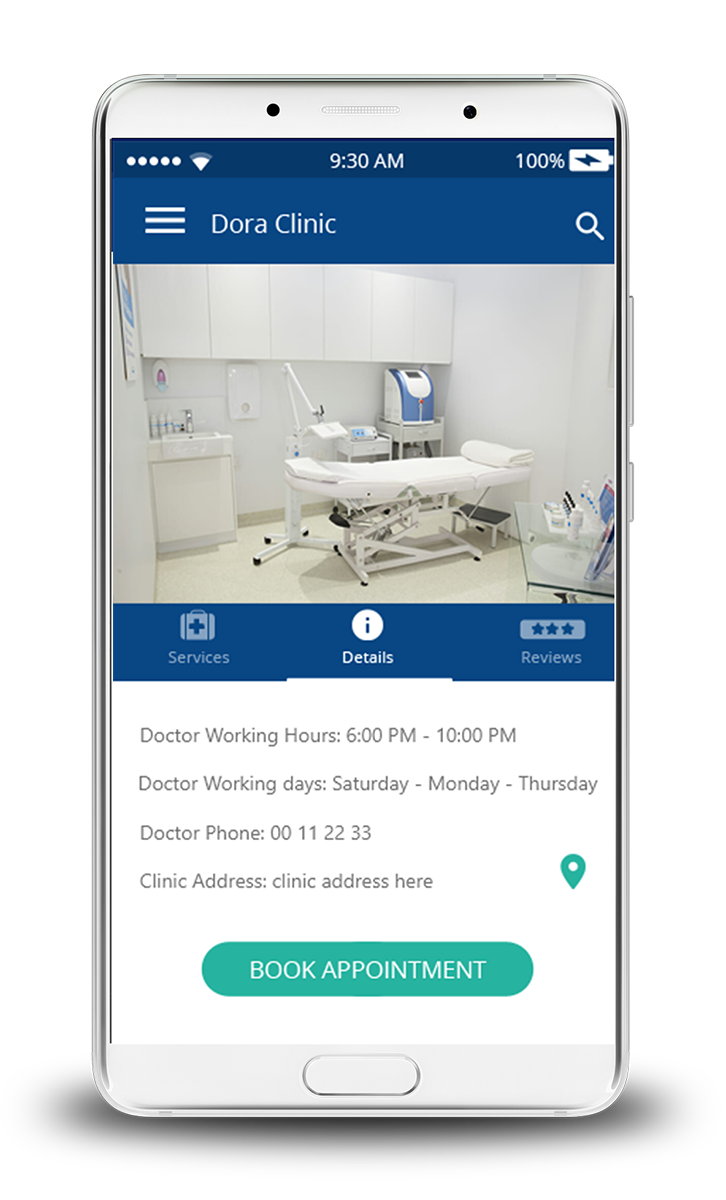 9:30 AM
100%
Dora Clinic
Services
Details
Reviews
Doctor Working Hours: 6:00 PM - 10:00 PM
Doctor Working days: Saturday - Monday - Thursday
Doctor Phone: 00 11 22 33
Clinic Address: clinic address here
BOOK APPOINTMENT